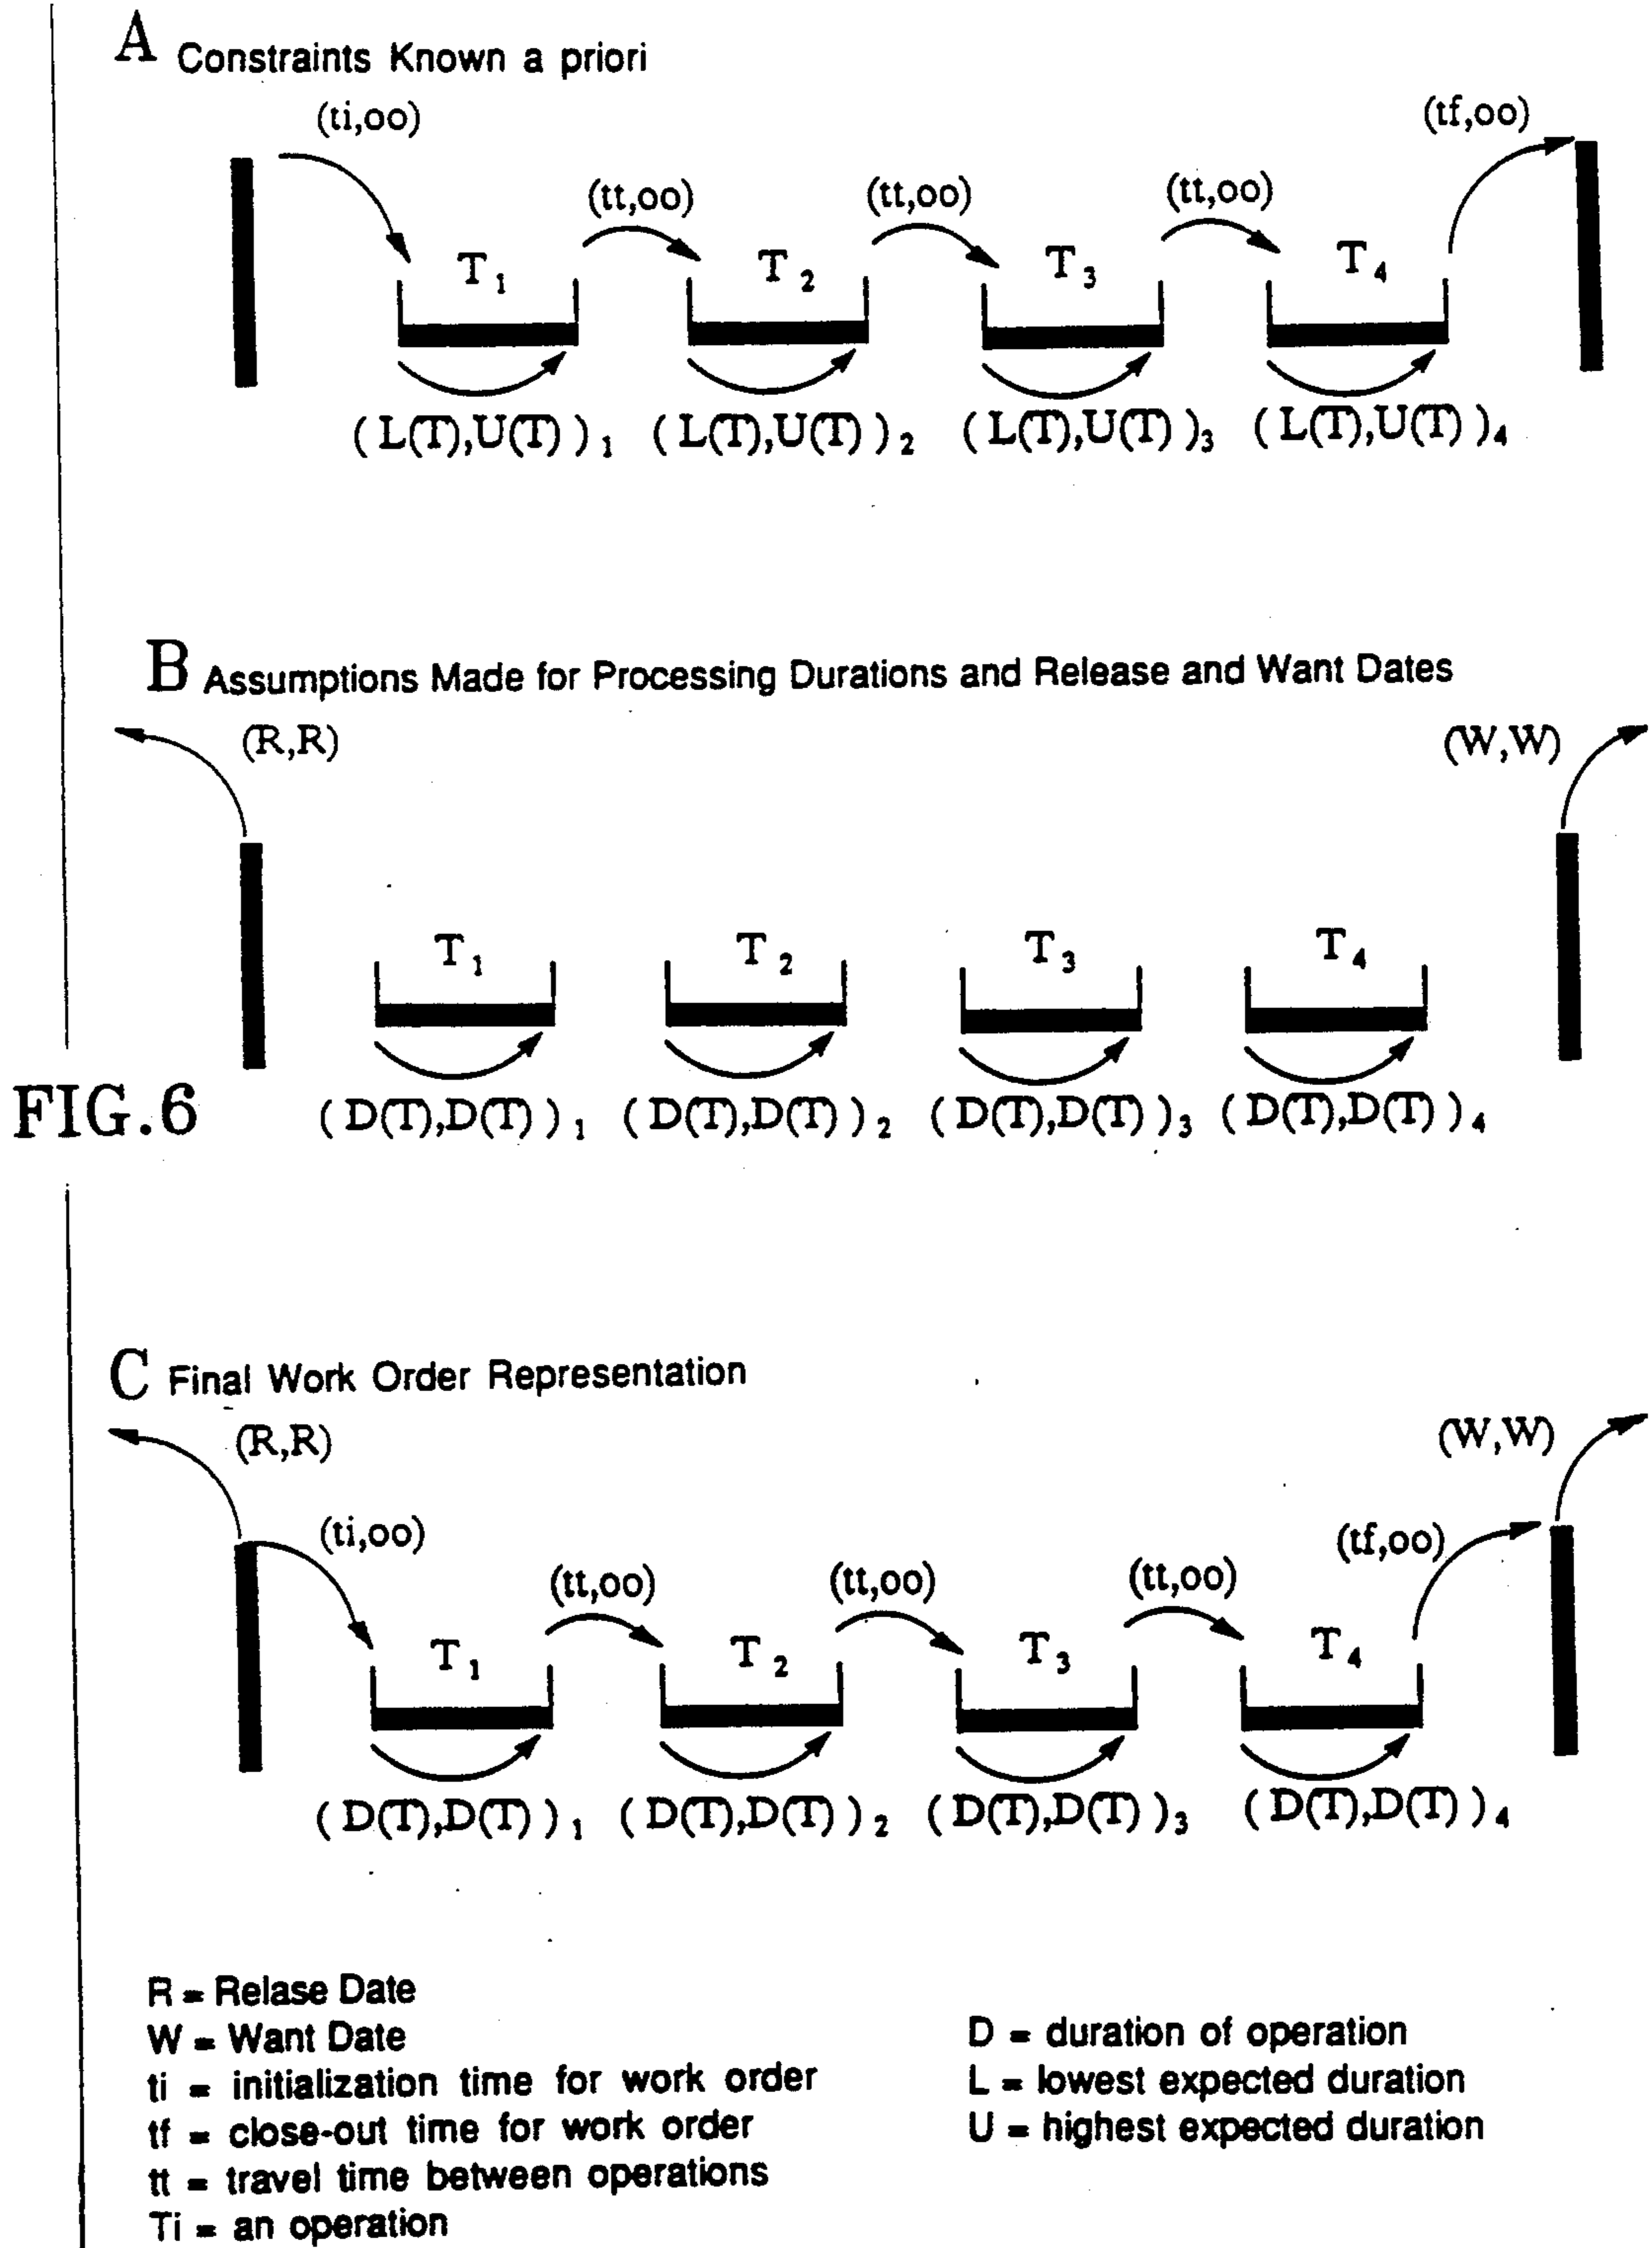 A Constraints Known a priori
(ti,oo) (tf,oo)
(tt,oo) (tt,oo) (tt,oo)
T1 T2 T3 T4
(L(T),U(T))1 (L(T),U(T))2 (L(T),U(T))3 (L(T),U(T))4
B Assumptions Made for Processing Durations and Release and Want Dates
(R,R) (W,W)
T1 T2 T3 T4
FIG.6
(D(T),D(T))1 (D(T),D(T))2 (D(T),D(T))3 (D(T),D(T))4
C Final Work Order Representation
(R,R) (W,W)
(ti,oo) (tf,oo)
(tt,oo) (tt,oo) (tt,oo)
T1 T2 T3 T4
(D(T),D(T))1 (D(T),D(T))2 (D(T),D(T))3 (D(T),D(T))4
R = Relase Date
W = Want Date
ti = initialization time for work order
tf = close-out time for work order
tt = travel time between operations
Ti = an operation
D = duration of operation
L = lowest expected duration
U = highest expected duration